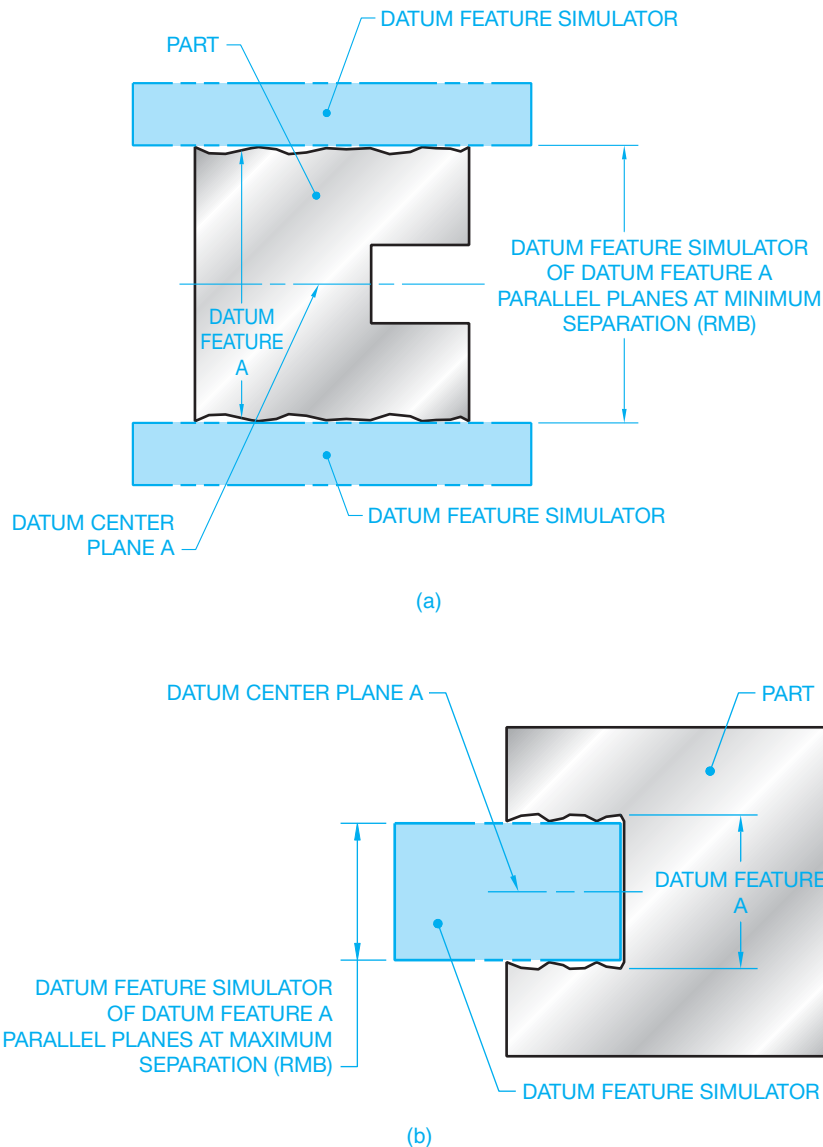 DATUM FEATURE SIMULATOR
PART
DATUM FEATURE SIMULATOR
OF DATUM FEATURE A
PARALLEL PLANES AT MINIMUM
SEPARATION (RMB)
DATUM
FEATURE
A
DATUM CENTER
PLANE A
DATUM FEATURE SIMULATOR
(a)
DATUM CENTER PLANE A
PART
DATUM FEATURE
A
DATUM FEATURE SIMULATOR
OF DATUM FEATURE A
PARALLEL PLANES AT MAXIMUM
SEPARATION (RMB)
DATUM FEATURE SIMULATOR
(b)